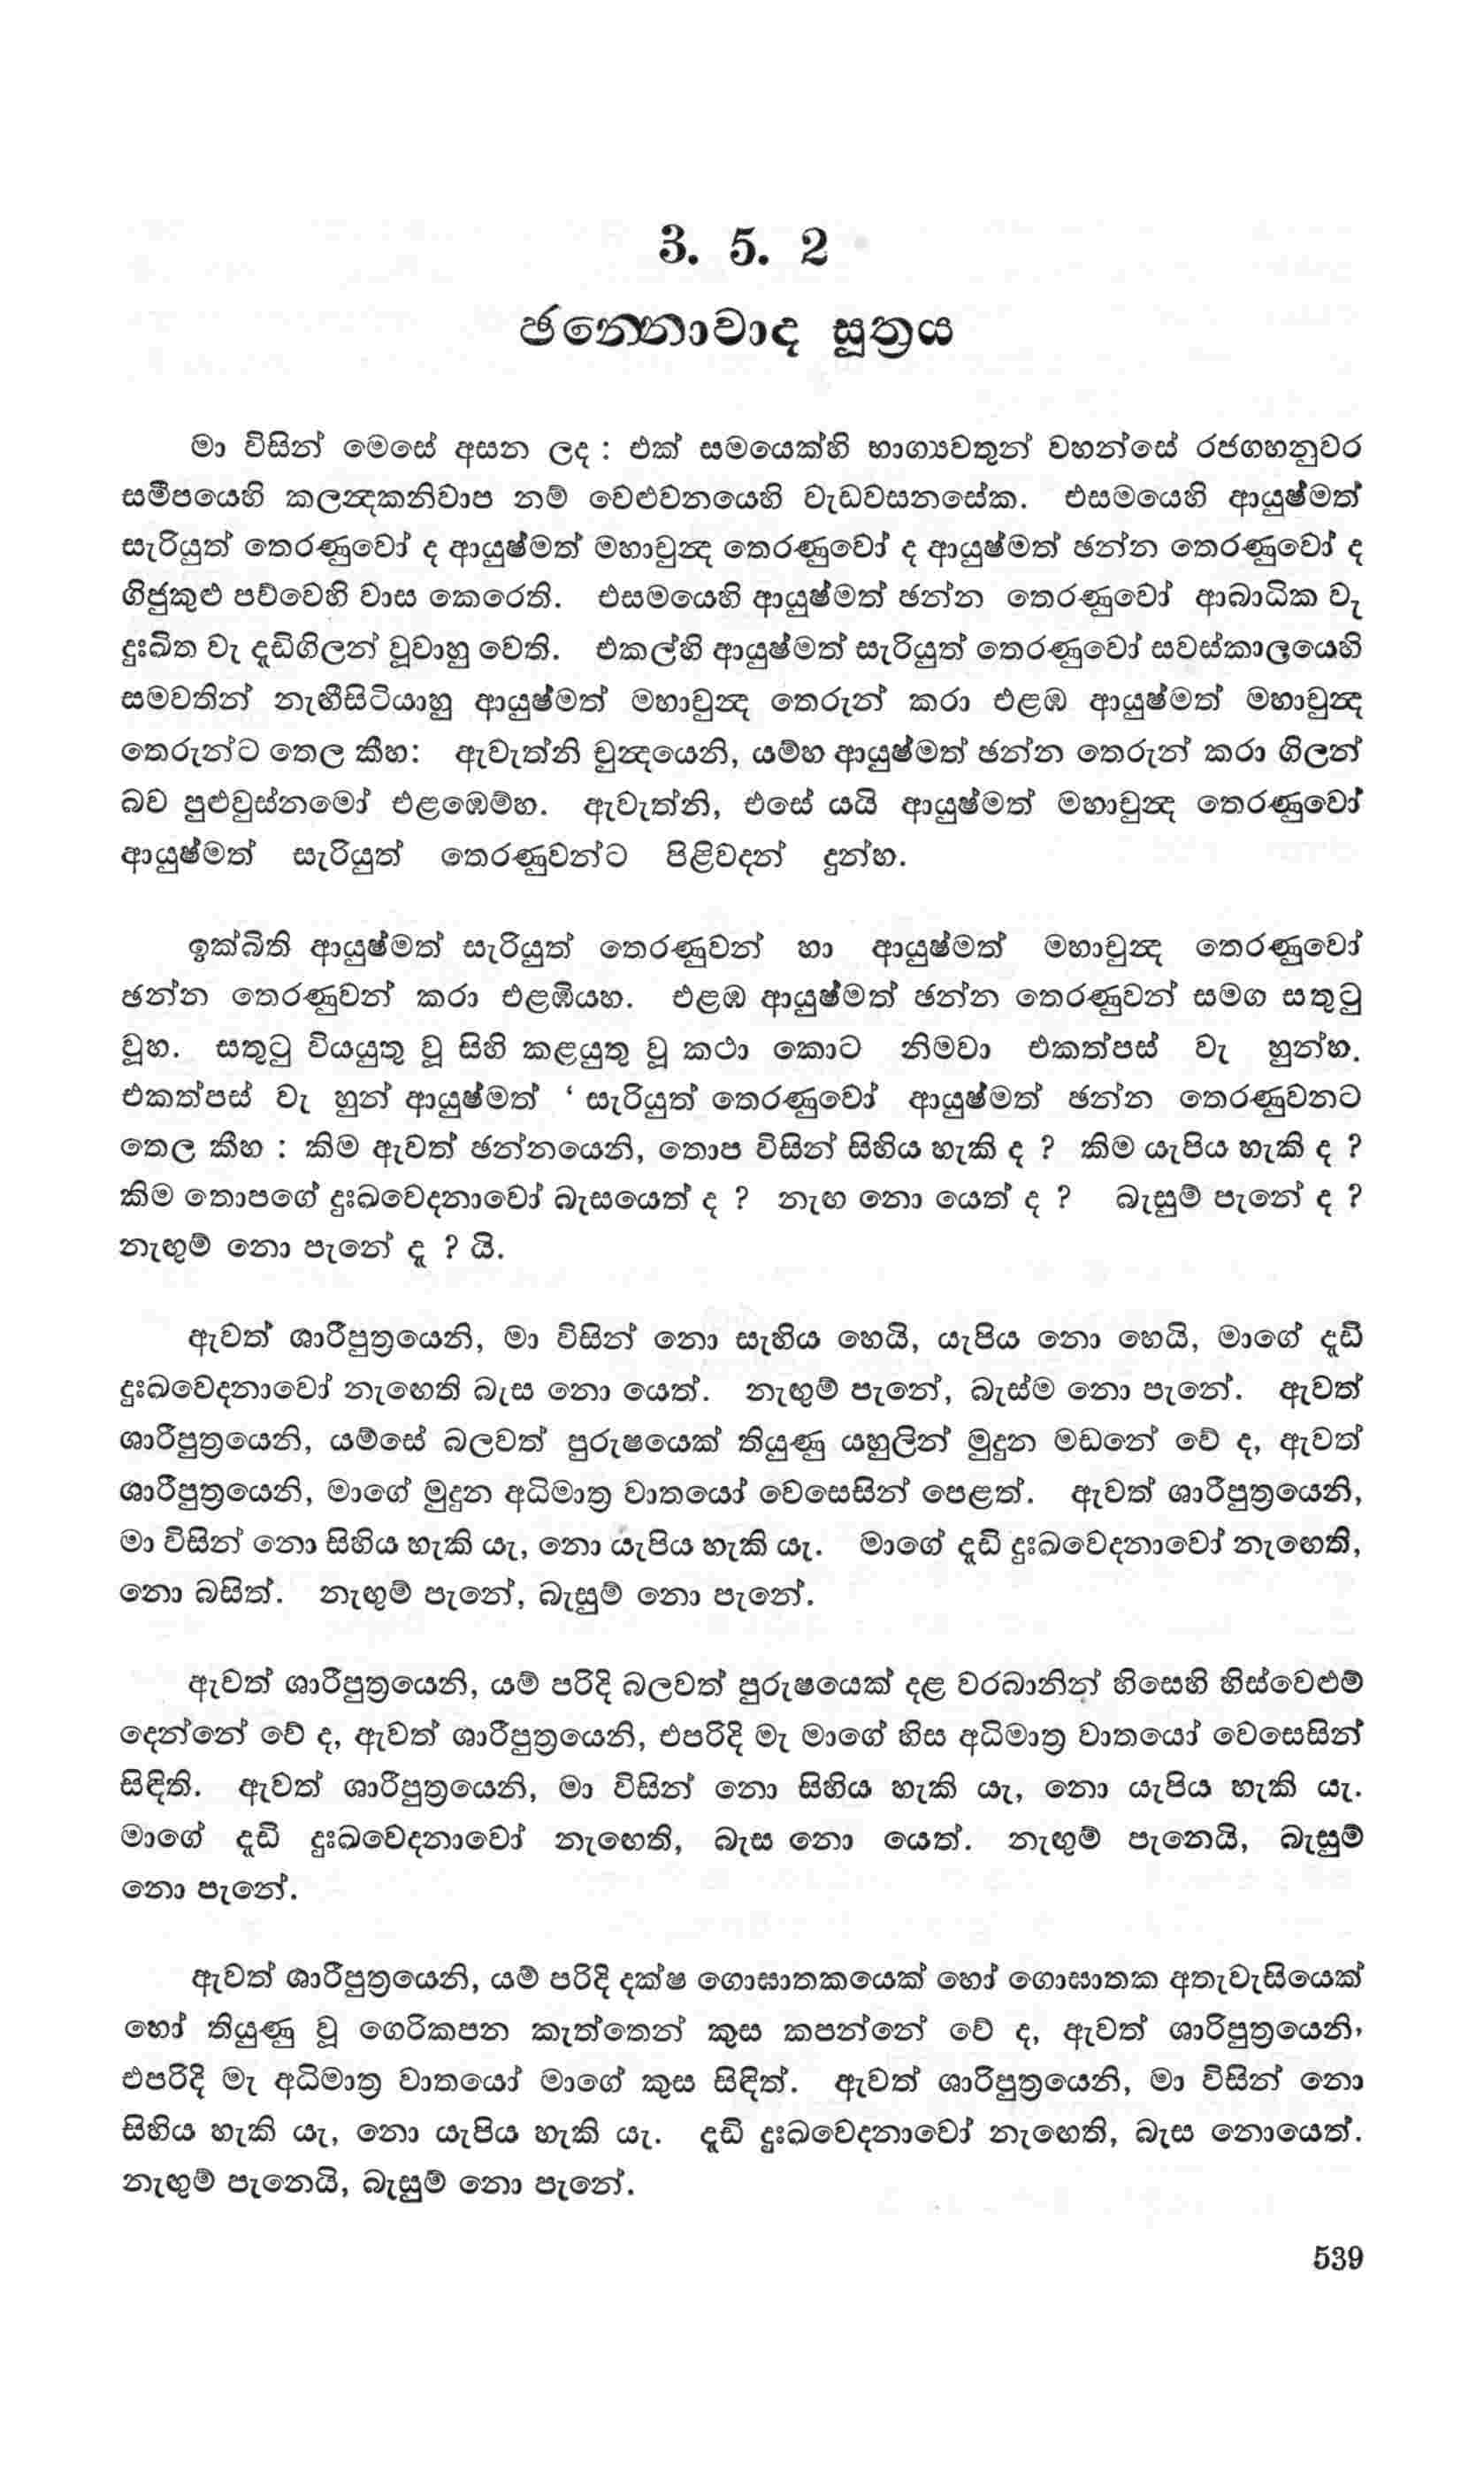 3. 5. 2
ඡන්නොවාද සූත්‍රය
මා විසින් මෙසේ අසන ලද : එක් සමයෙක්හි භාග්‍යවතුන් වහන්සේ රජගහනුවර
සමීපයෙහි කලන්‍දකනිවාප නම් වෙළුවනයෙහි වැඩවසනසේක. එසමයෙහි ආයුෂ්මත්
සැරියුත් තෙරණුවෝ ද ආයුෂ්මත් මහාචුන්‍ද තෙරණුවෝ ද ආයුෂ්මත් ඡන්න තෙරණුවෝ ද
ගිජුකුළු පව්වෙහි වාස කෙරෙති. එසමයෙහි ආයුෂ්මත් ඡන්න තෙරණුවෝ ආබාධික වැ
දුඃඛිත වැ දැඩිගිලන් වූවාහු වෙති. එකල්හි ආයුෂ්මත් සැරියුත් තෙරණුවෝ සවස්කාලයෙහි
සමවතින් නැඟීසිටියාහු ආයුෂ්මත් මහාචුන්‍ද තෙරුන් කරා එළඹ ආයුෂ්මත් මහාචුන්‍ද
තෙරුන්ට තෙල කීහ: ඇවැත්නි චුන්‍දයෙනි, යම්හ ආයුෂ්මත් ඡන්න තෙරුන් කරා ගිලන්
බව පුළුවුස්නමෝ එළඹෙම්හ. ඇවැත්නි, එසේ යයි ආයුෂ්මත් මහාචුන්‍ද තෙරණුවෝ
ආයුෂ්මත් සැරියුත් තෙරණුවන්ට පිළිවදන් දුන්හ.
ඉක්බිති ආයුෂ්මත් සැරියුත් තෙරණුවන් හා ආයුෂ්මත් මහාචුන්‍ද තෙරණුවෝ
ඡන්න තෙරණුවන් කරා එළඹියහ. එළඹ ආයුෂ්මත් ඡන්න තෙරණුවන් සමග සතුටු
වූහ. සතුටු වියයුතු වූ සිහි කළයුතු වූ කථා කොට නිමවා එකත්පස් වැ හුන්හ.
එකත්පස් වැ හුන් ආයුෂ්මත් ‘ සැරියුත් තෙරණුවෝ ආයුෂ්මත් ඡන්න තෙරණුවනට
තෙල කීහ : කිම ඇවත් ඡන්නයෙනි, තොප විසින් සිහිය හැකි ද ? කිම යැපිය හැකි ද ?
කිම තොපගේ දුඃඛවෙදනාවෝ බැසයෙත් ද ? නැඟ නො යෙත් ද ? බැසුම් පැනේ ද ?
නැඟුම් නො පැනේ දැ ? යි.
ඇවත් ශාරීපුත්‍රයෙනි, මා විසින් නො සැහිය හෙයි, යැපිය නො හෙයි, මාගේ දැඩි
දුඃඛවෙදනාවෝ නැඟෙති බැස නො යෙත්. නැඟුම් පැනේ, බැස්ම නො පැනේ. ඇවත්
ශාරීපුත්‍රයෙනි, යම්සේ බලවත් පුරුෂයෙක් තියුණු යහුලින් මුදුන මඩනේ වේ ද, ඇවත්
ශාරීපුත්‍රයෙනි, මාගේ මුදුන අධිමාත්‍ර වාතයෝ වෙසෙසින් පෙළත්. ඇවත් ශාරීපුත්‍රයෙනි,
මා විසින් නො සිහිය හැකි යැ, නො යැපිය හැකි යැ. මාගේ දැඩි දුඃඛවෙදනාවෝ නැඟෙති,
නො බසිත්. නැඟුම් පැනේ, බැසුම් නො පැනේ.
ඇවත් ශාරීපුත්‍රයෙනි, යම් පරිදි බලවත් පුරුෂයෙක් දළ වරබානින් හිසෙහි හිස්වෙළුම්
දෙන්නේ වේ ද, ඇවත් ශාරීපුත්‍රයෙනි, එපරිදි මැ මාගේ හිස අධිමාත්‍ර වාතයෝ වෙසෙසින්
සිඳිති. ඇවත් ශාරීපුත්‍රයෙනි, මා විසින් නො සිහිය හැකි යැ, නො යැපිය හැකි යැ.
මාගේ දැඩි දුඃඛවෙදනාවෝ නැඟෙති, බැස නො යෙත්. නැඟුම් පැනෙයි, බැසුම්
නො පැනේ.
ඇවත් ශාරීපුත්‍රයෙනි, යම් පරිදි දක්ෂ ගොඝාතකයෙක් හෝ ගොඝාතක අතැවැසියෙක්
හෝ තියුණු වූ ගෙරිකපන කැත්තෙන් කුස කපන්නේ වේ ද, ඇවත් ශාරිපුත්‍රයෙනි,
එපරිදි මැ අධිමාත්‍ර වාතයෝ මාගේ කුස සිඳිත්. ඇවත් ශාරිපුත්‍රයෙනි, මා විසින් නො
සිහිය හැකි යැ, නො යැපිය හැකි යැ. දැඩි දුඃඛවෙදනාවෝ නැඟෙති, බැස නොයෙත්.
නැඟුම් පැනෙයි, බැසුම් නො පැනේ.
539